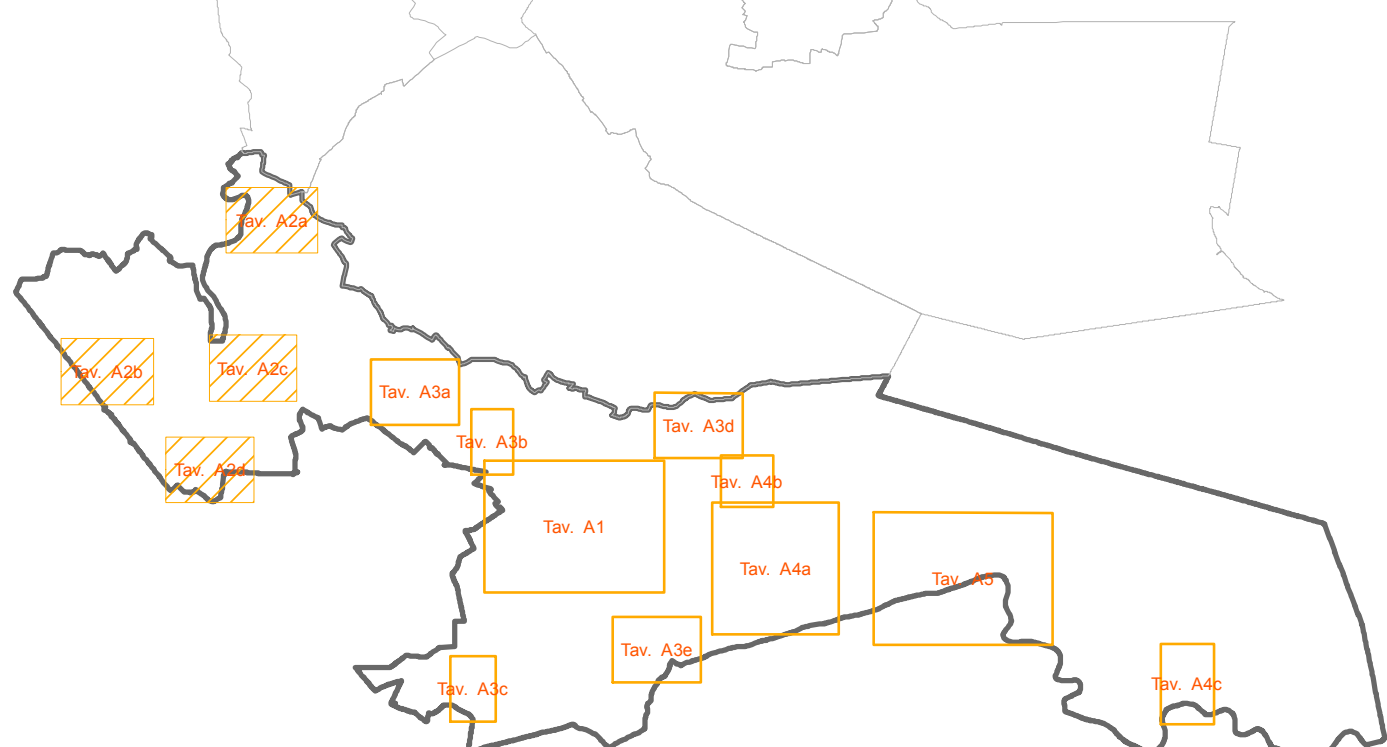 Tav. A2a
Tav. A2b
Tav. A2c
Tav. A3a
Tav. A3d
Tav. A3b
Tav. A2d
Tav. A4b
Tav. A1
Tav. A4a
Tav. A5
Tav. A3e
Tav. A3c
Tav. A4c